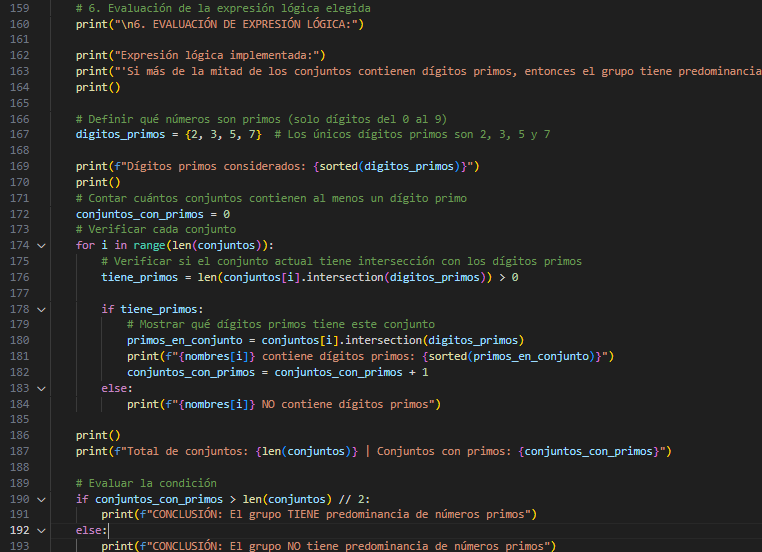 159 # 6. Evaluación de la expresión lógica elegida
160 print("\n6. EVALUACIÓN DE EXPRESIÓN LÓGICA:")
161
162 print("Expresión lógica implementada:")
163 print("'Si más de la mitad de los conjuntos contienen dígitos primos, entonces el grupo tiene predominancia
164 print()
165
166 # Definir qué números son primos (solo dígitos del 0 al 9)
167 digitos_primos = {2, 3, 5, 7}  # Los únicos dígitos primos son 2, 3, 5 y 7
168
169 print(f"Dígitos primos considerados: {sorted(digitos_primos)}")
170 print()
171 # Contar cuántos conjuntos contienen al menos un dígito primo
172 conjuntos_con_primos = 0
173 # Verificar cada conjunto
174 for i in range(len(conjuntos)):
175     # Verificar si el conjunto actual tiene intersección con los dígitos primos
176     tiene_primos = len(conjuntos[i].intersection(digitos_primos)) > 0
177
178     if tiene_primos:
179         # Mostrar qué dígitos primos tiene este conjunto
180         primos_en_conjunto = conjuntos[i].intersection(digitos_primos)
181         print(f"{nombres[i]} contiene dígitos primos: {sorted(primos_en_conjunto)}")
182         conjuntos_con_primos = conjuntos_con_primos + 1
183     else:
184         print(f"{nombres[i]} NO contiene dígitos primos")
185
186 print()
187 print(f"Total de conjuntos: {len(conjuntos)} | Conjuntos con primos: {conjuntos_con_primos}")
188
189 # Evaluar la condición
190 if conjuntos_con_primos > len(conjuntos) // 2:
191     print(f"CONCLUSIÓN: El grupo TIENE predominancia de números primos")
192 else:
193     print(f"CONCLUSIÓN: El grupo NO tiene predominancia de números primos")